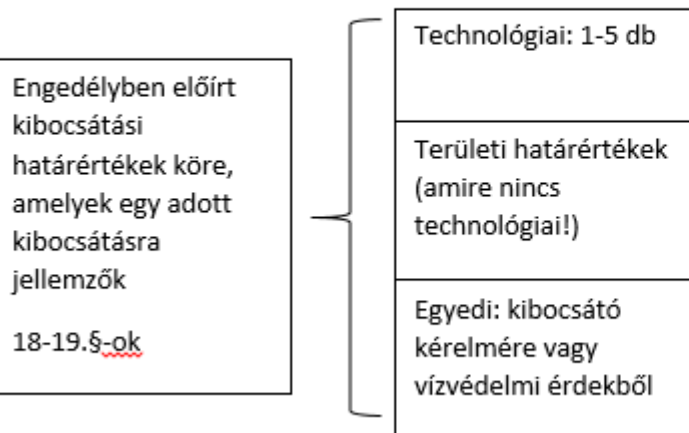 Engedélyben előírt
kibocsátási
határértékek köre,
amelyek egy adott
kibocsátásra
jellemzők
18-19.§-ok
Technológiai: 1-5 db
Területi határértékek
(amire nincs
technológiai!)
Egyedi: kibocsátó
kérelmére vagy
vízvédelmi érdekből